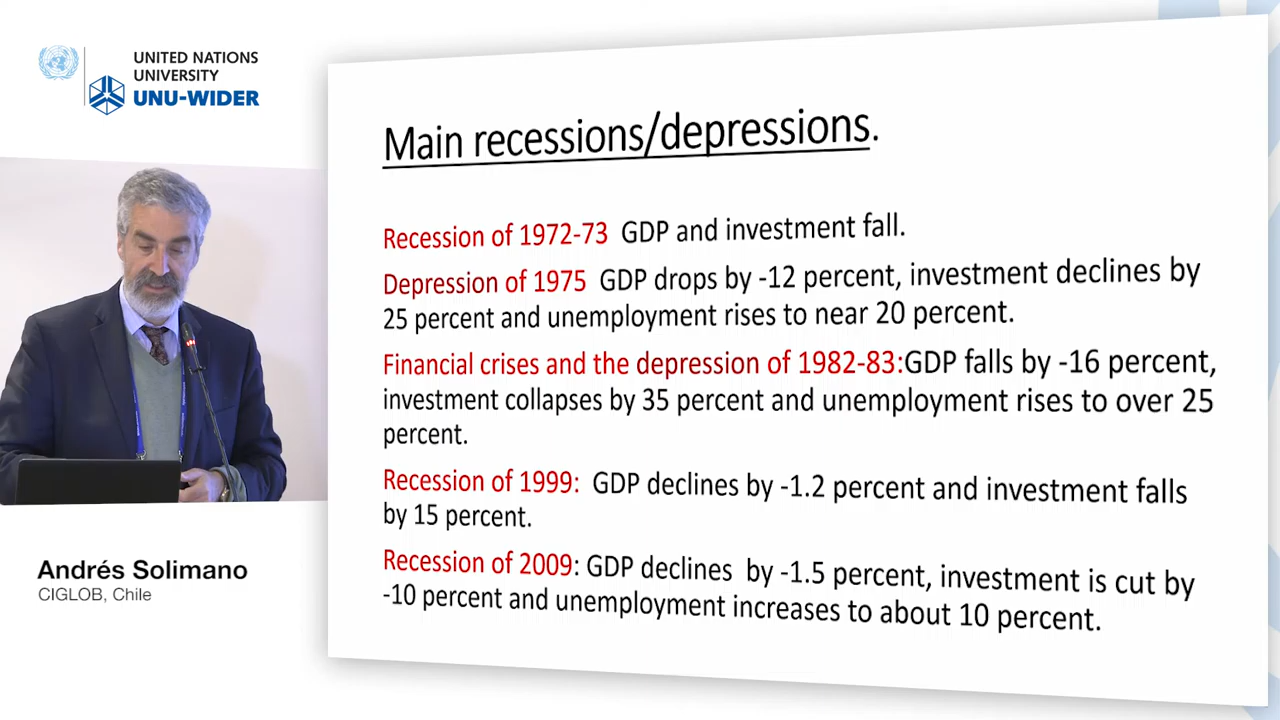 UNITED NATIONS
UNIVERSITY
UNU-WIDER
Main recessions/depressions.
Recession of 1972-73 GDP and investment fall.
Depression of 1975 GDP drops by -12 percent, investment declines by
25 percent and unemployment rises to near 20 percent.
Financial crises and the depression of 1982-83:GDP falls by -16 percent,
investment collapses by 35 percent and unemployment rises to over 25
percent.
Recession of 1999: GDP declines by -1.2 percent and investment falls
by 15 percent.
Recession of 2009: GDP declines by -1.5 percent, investment is cut by
-10 percent and unemployment increases to about 10 percent.
Andrés Solimano
CIGLOB, Chile